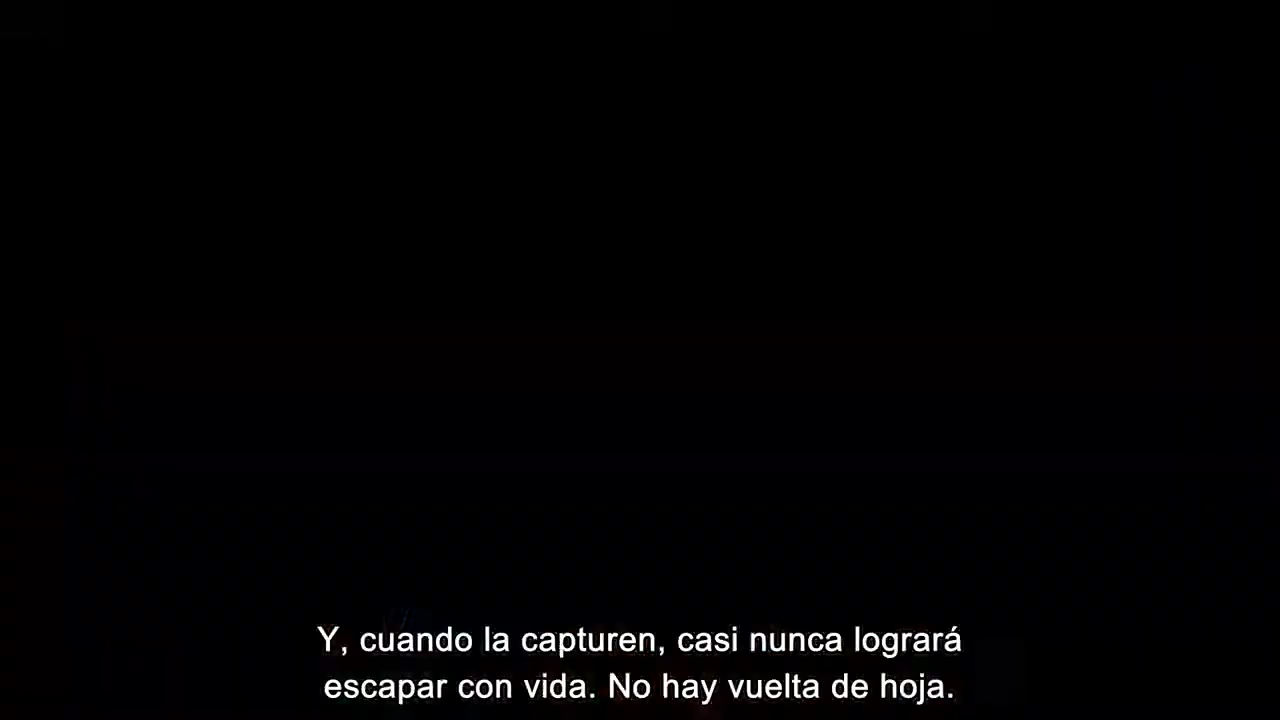 Y, cuando la capturen, casi nunca logrará
escapar con vida. No hay vuelta de hoja.